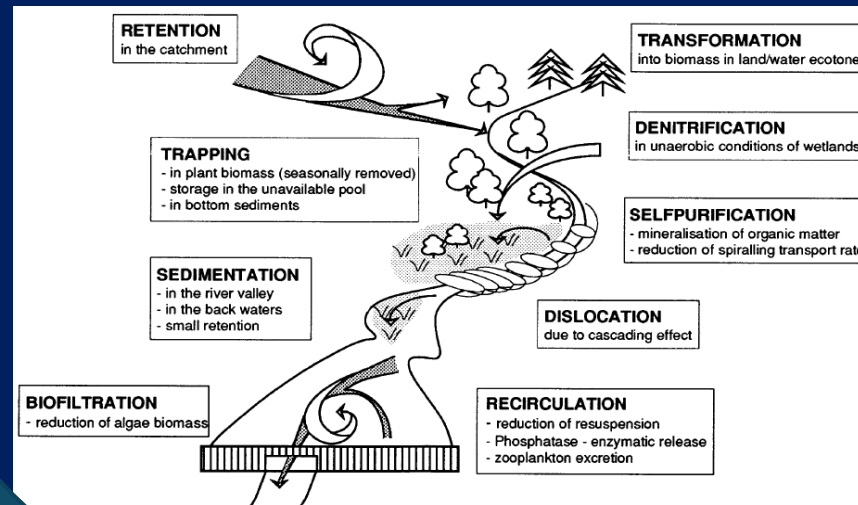 RETENTION
in the catchment
TRANSFORMATION
into biomass in land/water ecotone
DENITRIFICATION
in unaerobic conditions of wetlands
TRAPPING
- in plant biomass (seasonally removed)
- storage in the unavailable pool
- in bottom sediments
SELFPURIFICATION
- mineralisation of organic matter
- reduction of spiralling transport rate
SEDIMENTATION
- in the river valley
- in the back waters
- small retention
DISLOCATION
due to cascading effect
BIOFILTRATION
- reduction of algae biomass
RECIRCULATION
- reduction of resuspension
- Phosphatase - enzymatic release
- zooplankton excretion